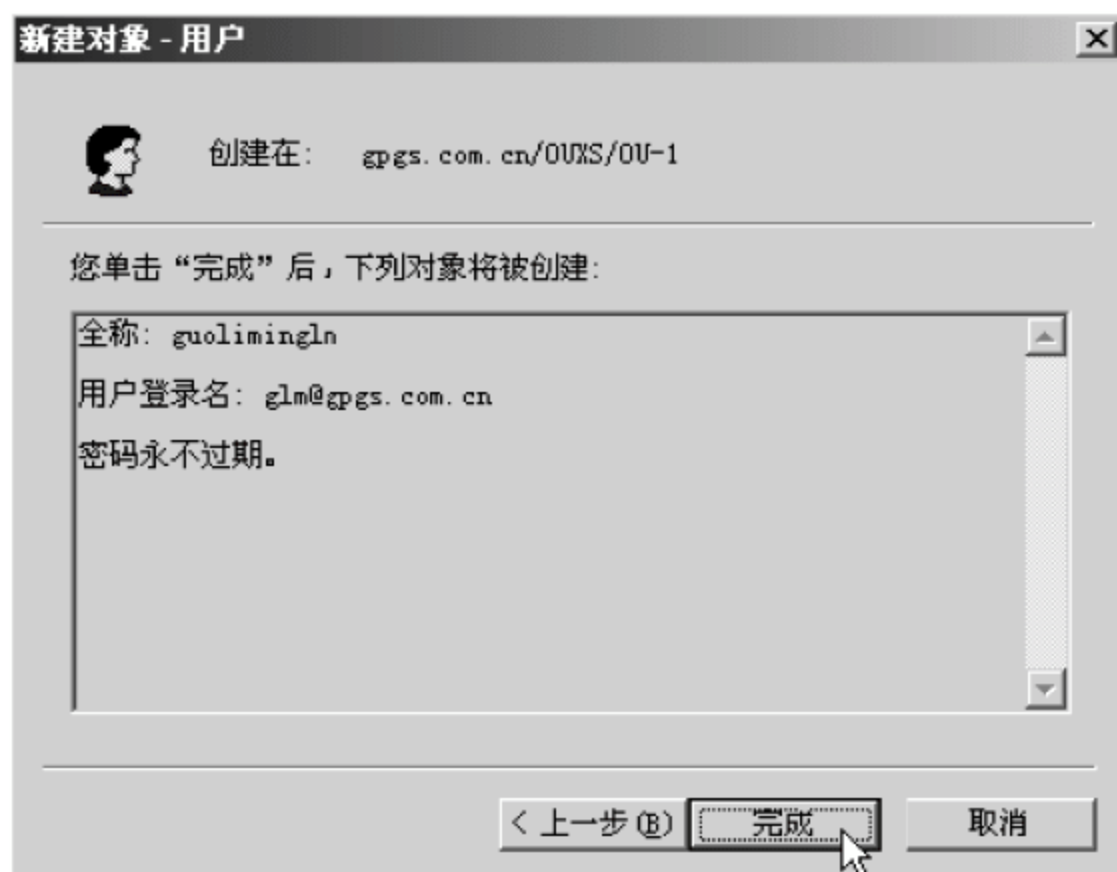 新建对象 - 用户
创建在: gpgs.com.cn/OUXS/OU-1
您单击“完成”后，下列对象将被创建:
全称: guolimingln
用户登录名: glm@gpgs.com.cn
密码永不过期。
< 上一步(B) 完成 取消